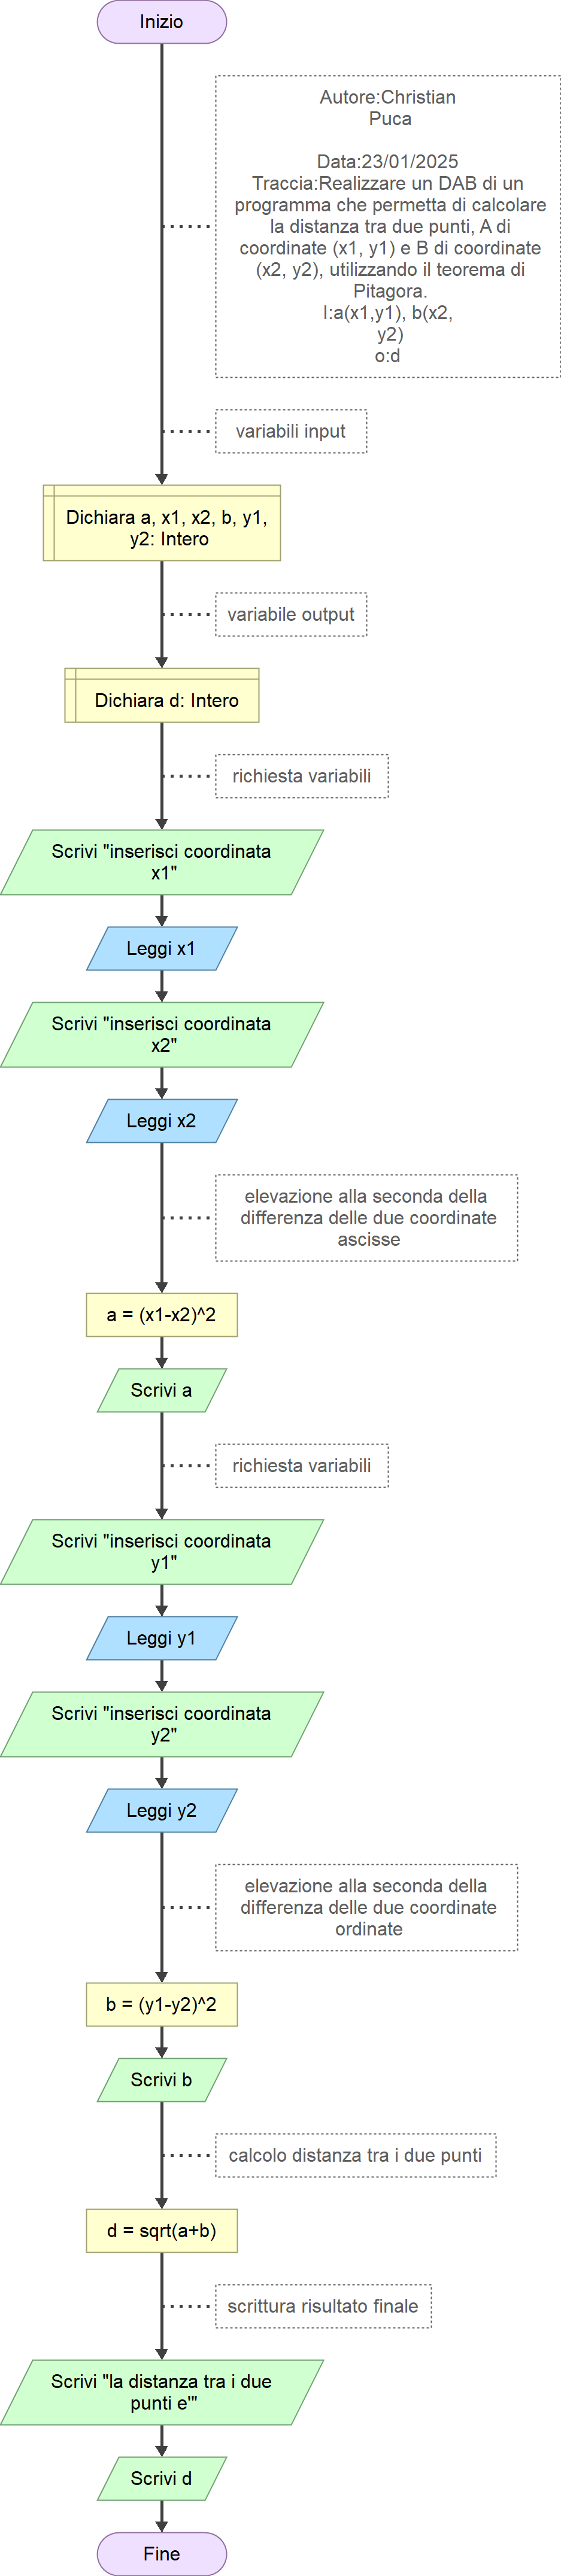 Inizio
Autore:Christian
Puca
Data:23/01/2025
Traccia:Realizzare un DAB di un
programma che permetta di calcolare
la distanza tra due punti, A di
coordinate (x1, y1) e B di coordinate
(x2, y2), utilizzando il teorema di
Pitagora.
I:a(x1,y1), b(x2,
y2)
o:d
variabili input
Dichiara a, x1, x2, b, y1,
y2: Intero
variabile output
Dichiara d: Intero
richiesta variabili
Scrivi "inserisci coordinata
x1"
Leggi x1
Scrivi "inserisci coordinata
x2"
Leggi x2
elevazione alla seconda della
differenza delle due coordinate
ascisse
a = (x1-x2)^2
Scrivi a
richiesta variabili
Scrivi "inserisci coordinata
y1"
Leggi y1
Scrivi "inserisci coordinata
y2"
Leggi y2
elevazione alla seconda della
differenza delle due coordinate
ordinate
b = (y1-y2)^2
Scrivi b
calcolo distanza tra i due punti
d = sqrt(a+b)
scrittura risultato finale
Scrivi "la distanza tra i due
punti e'"
Scrivi d
Fine